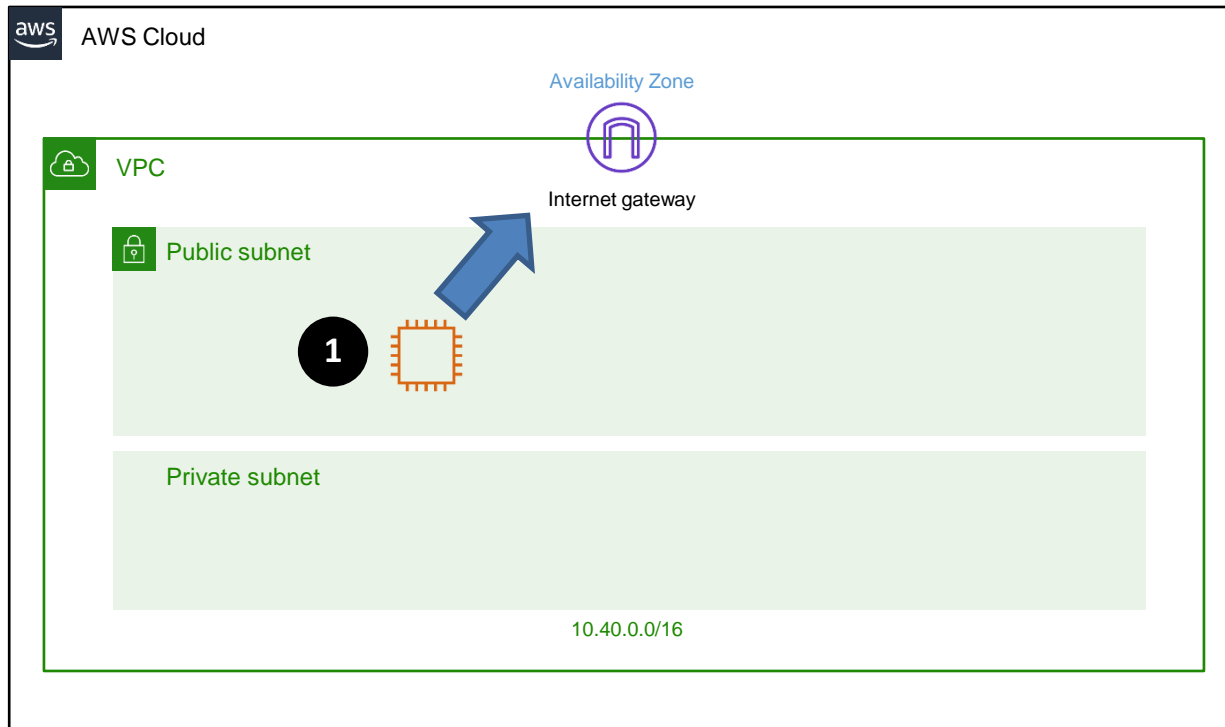 aws
AWS Cloud
Availability Zone
VPC
Internet gateway
Public subnet
1
Private subnet
10.40.0.0/16